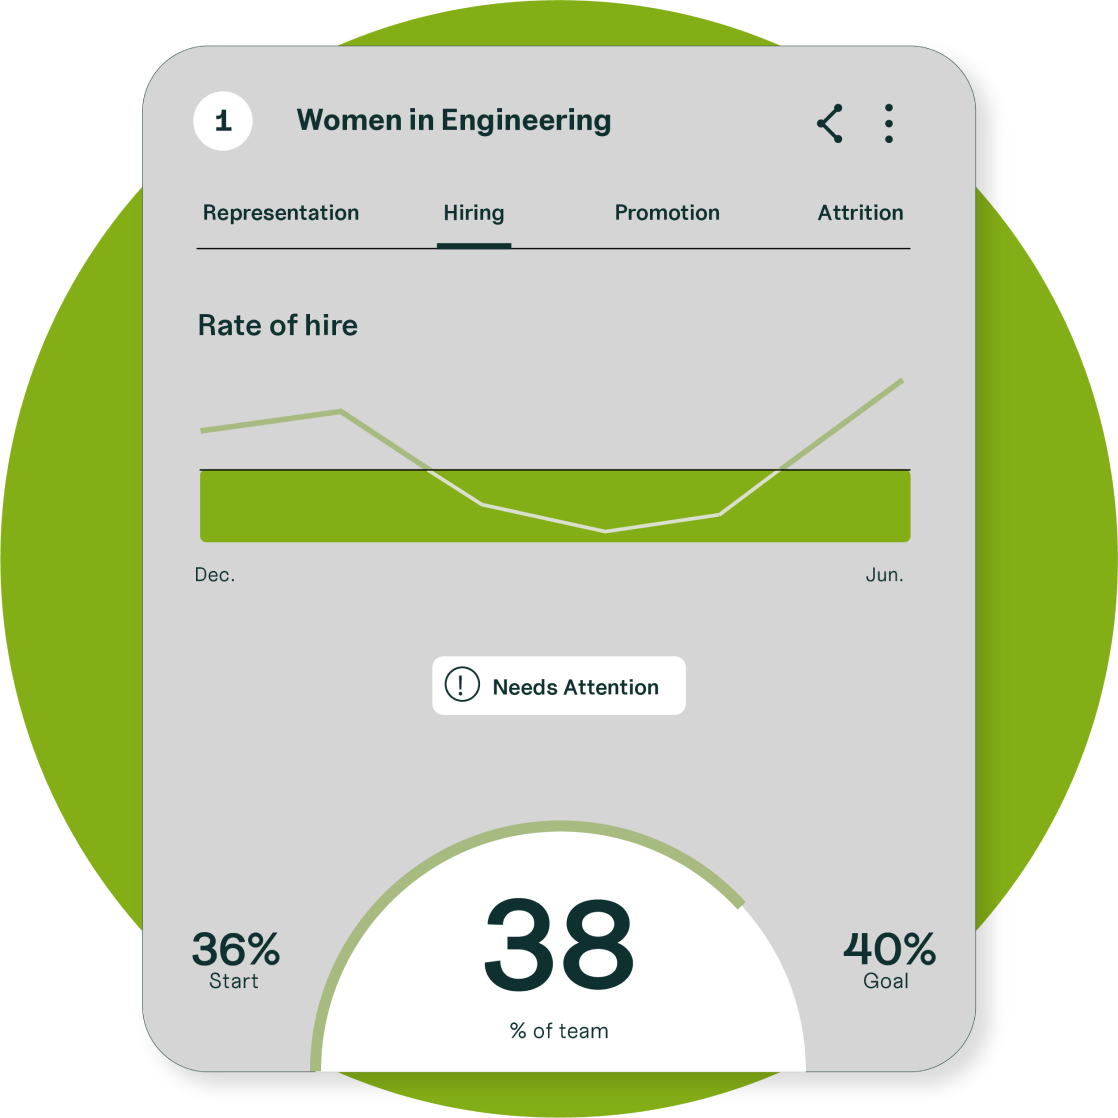 1
Women in Engineering
Representation Hiring Promotion Attrition
Rate of hire
Dec. Jun.
Needs Attention
36%
Start
38
% of team
40%
Goal